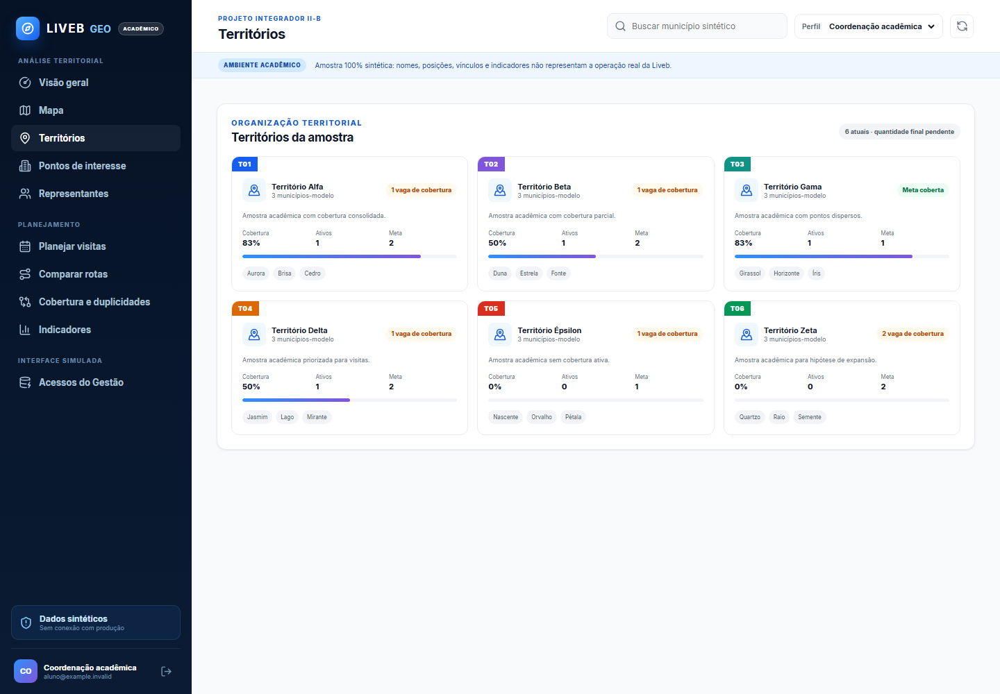 LIVEB GEO ACADÊMICO
ANÁLISE TERRITORIAL
Visão geral
Mapa
Territórios
Pontos de interesse
Representantes
PLANEJAMENTO
Planejar visitas
Comparar rotas
Cobertura e duplicidades
Indicadores
INTERFACE SIMULADA
Acessos do Gestão
Dados sintéticos
Sem conexão com produção
CO
Coordenação acadêmica
aluno@example.invalid
PROJETO INTEGRADOR II-B
Territórios
Buscar município sintético
Perfil Coordenação acadêmica
AMBIENTE ACADÊMICO Amostra 100% sintética: nomes, posições, vínculos e indicadores não representam a operação real da Liveb.
ORGANIZAÇÃO TERRITORIAL
Territórios da amostra
6 atuais · quantidade final pendente
T01
Território Alfa
3 municípios-modelo
1 vaga de cobertura
Amostra acadêmica com cobertura consolidada.
Cobertura Ativos Meta
83% 1 2
Aurora Brisa Cedro
T02
Território Beta
3 municípios-modelo
1 vaga de cobertura
Amostra acadêmica com cobertura parcial.
Cobertura Ativos Meta
50% 1 2
Duna Estrela Fonte
T03
Território Gama
3 municípios-modelo
Meta coberta
Amostra acadêmica com pontos dispersos.
Cobertura Ativos Meta
83% 1 1
Girassol Horizonte Íris
T04
Território Delta
3 municípios-modelo
1 vaga de cobertura
Amostra acadêmica priorizada para visitas.
Cobertura Ativos Meta
50% 1 2
Jasmim Lago Mirante
T05
Território Épsilon
3 municípios-modelo
1 vaga de cobertura
Amostra acadêmica sem cobertura ativa.
Cobertura Ativos Meta
0% 0 1
Nascente Orvalho Pétala
T06
Território Zeta
3 municípios-modelo
2 vaga de cobertura
Amostra acadêmica para hipótese de expansão.
Cobertura Ativos Meta
0% 0 2
Quartzo Raio Semente